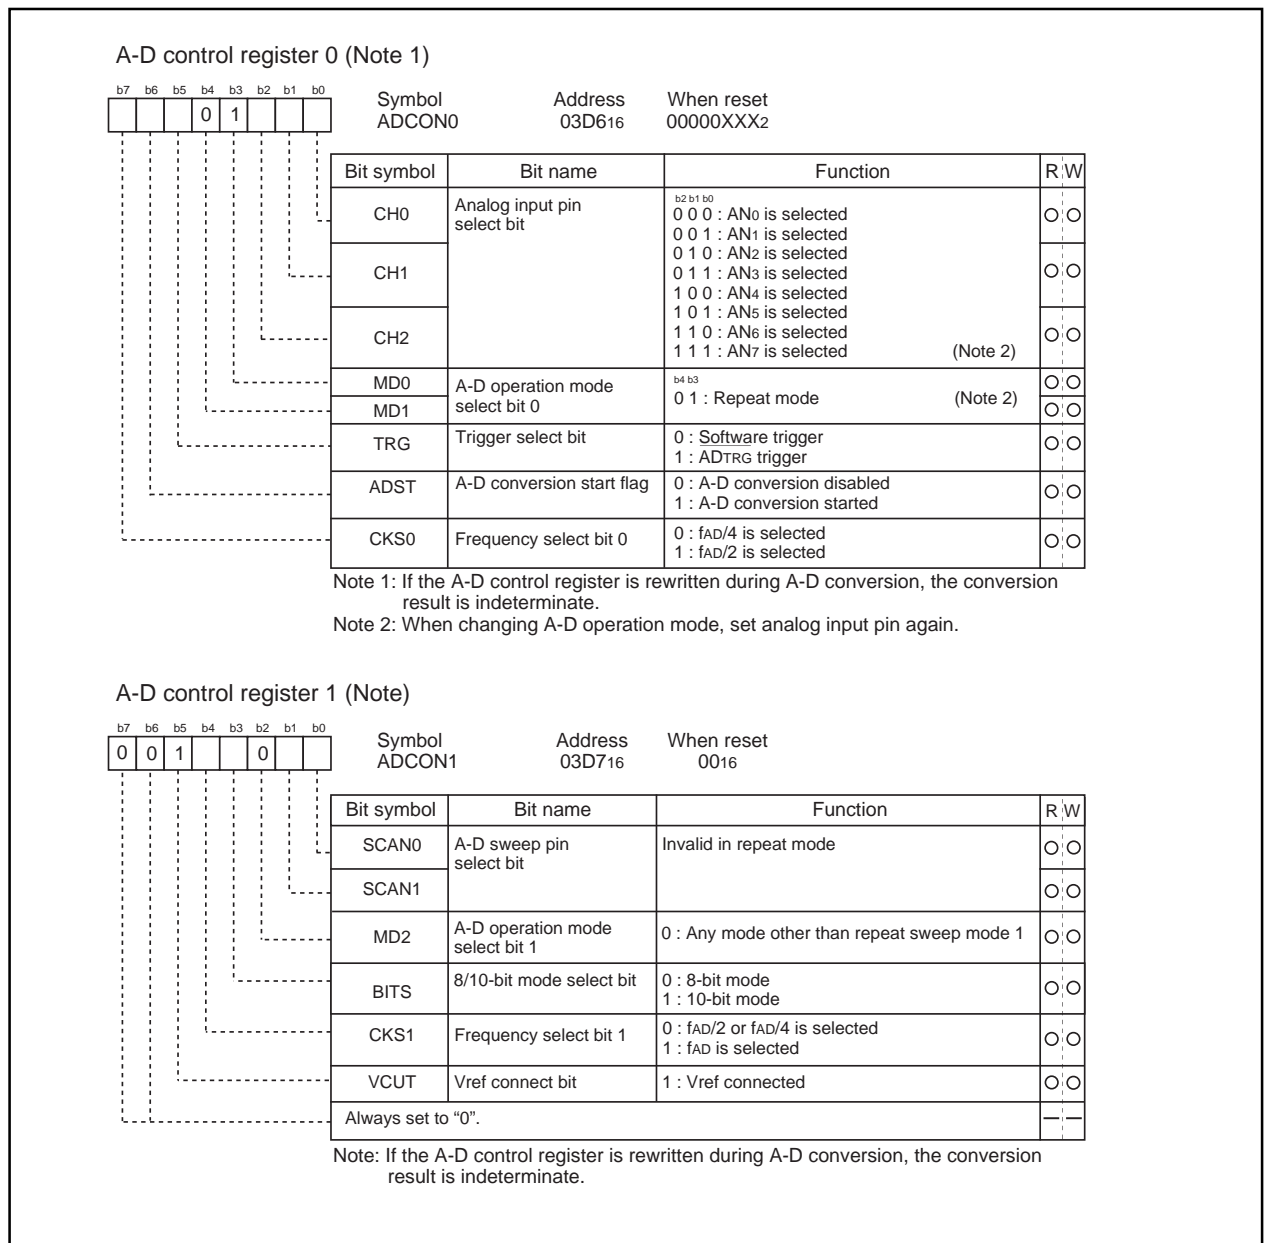 A-D control register 0 (Note 1)
b7 b6 b5 b4 b3 b2 b1 b0
0 1
Symbol Address When reset
ADCON0 03D616 00000XXX2
Bit symbol Bit name Function R W
CH0 Analog input pin select bit
b2 b1 b0
0 0 0 : AN0 is selected
0 0 1 : AN1 is selected
0 1 0 : AN2 is selected
CH1
0 1 1 : AN3 is selected
1 0 0 : AN4 is selected
1 0 1 : AN5 is selected
CH2
1 1 0 : AN6 is selected
1 1 1 : AN7 is selected (Note 2)
MD0 A-D operation mode
MD1 select bit 0
b4 b3
0 1 : Repeat mode (Note 2)
TRG Trigger select bit
0 : Software trigger
1 : ADTRG trigger
ADST A-D conversion start flag
0 : A-D conversion disabled
1 : A-D conversion started
CKS0 Frequency select bit 0
0 : fAD/4 is selected
1 : fAD/2 is selected
Note 1: If the A-D control register is rewritten during A-D conversion, the conversion
result is indeterminate.
Note 2: When changing A-D operation mode, set analog input pin again.
A-D control register 1 (Note)
b7 b6 b5 b4 b3 b2 b1 b0
0 0 1 0
Symbol Address When reset
ADCON1 03D716 0016
Bit symbol Bit name Function R W
SCAN0 A-D sweep pin
select bit
Invalid in repeat mode
SCAN1
MD2 A-D operation mode
select bit 1
0 : Any mode other than repeat sweep mode 1
BITS 8/10-bit mode select bit
0 : 8-bit mode
1 : 10-bit mode
CKS1 Frequency select bit 1
0 : fAD/2 or fAD/4 is selected
1 : fAD is selected
VCUT Vref connect bit 1 : Vref connected
Always set to “0”.
Note: If the A-D control register is rewritten during A-D conversion, the conversion
result is indeterminate.